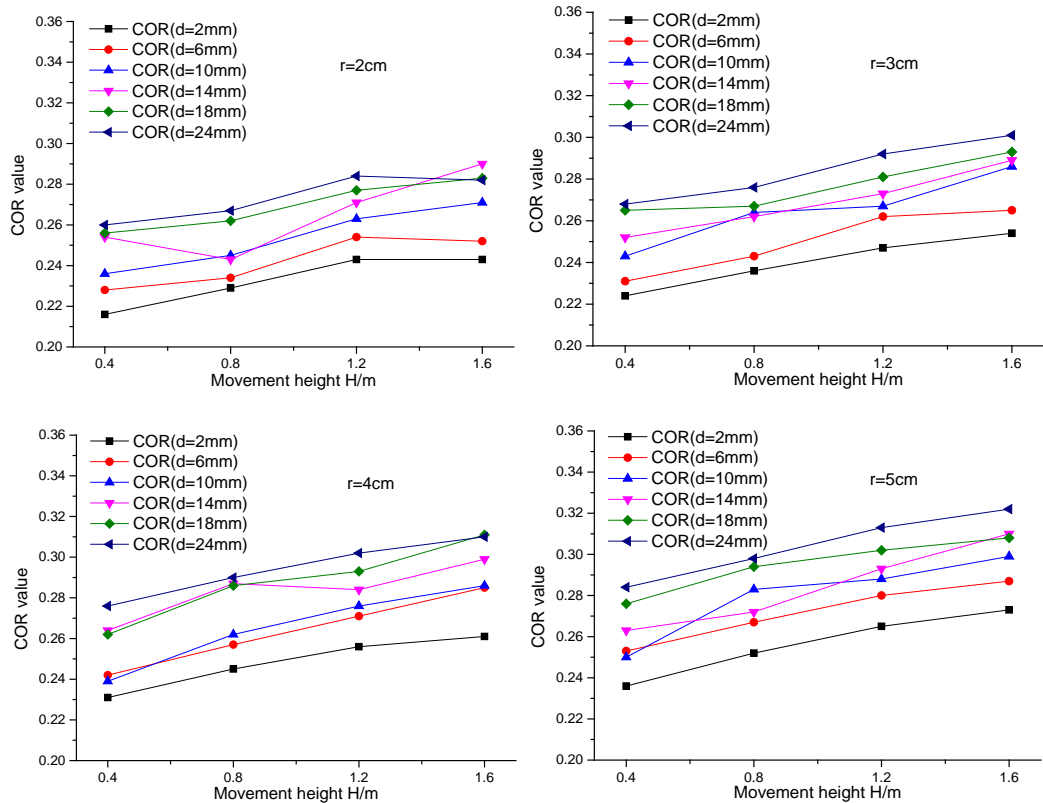 0.36
0.34
0.32
0.30
0.28
0.26
0.24
0.22
0.20
COR value
COR(d=2mm)
COR(d=6mm)
COR(d=10mm)
COR(d=14mm)
COR(d=18mm)
COR(d=24mm)
r=2cm
0.4 0.8 1.2 1.6
Movement height H/m
0.36
0.34
0.32
0.30
0.28
0.26
0.24
0.22
0.20
COR value
COR(d=2mm)
COR(d=6mm)
COR(d=10mm)
COR(d=14mm)
COR(d=18mm)
COR(d=24mm)
r=3cm
0.4 0.8 1.2 1.6
Movement height H/m
0.36
0.34
0.32
0.30
0.28
0.26
0.24
0.22
0.20
COR value
COR(d=2mm)
COR(d=6mm)
COR(d=10mm)
COR(d=14mm)
COR(d=18mm)
COR(d=24mm)
r=4cm
0.4 0.8 1.2 1.6
Movement height H/m
0.36
0.34
0.32
0.30
0.28
0.26
0.24
0.22
0.20
COR value
COR(d=2mm)
COR(d=6mm)
COR(d=10mm)
COR(d=14mm)
COR(d=18mm)
COR(d=24mm)
r=5cm
0.4 0.8 1.2 1.6
Movement height H/m